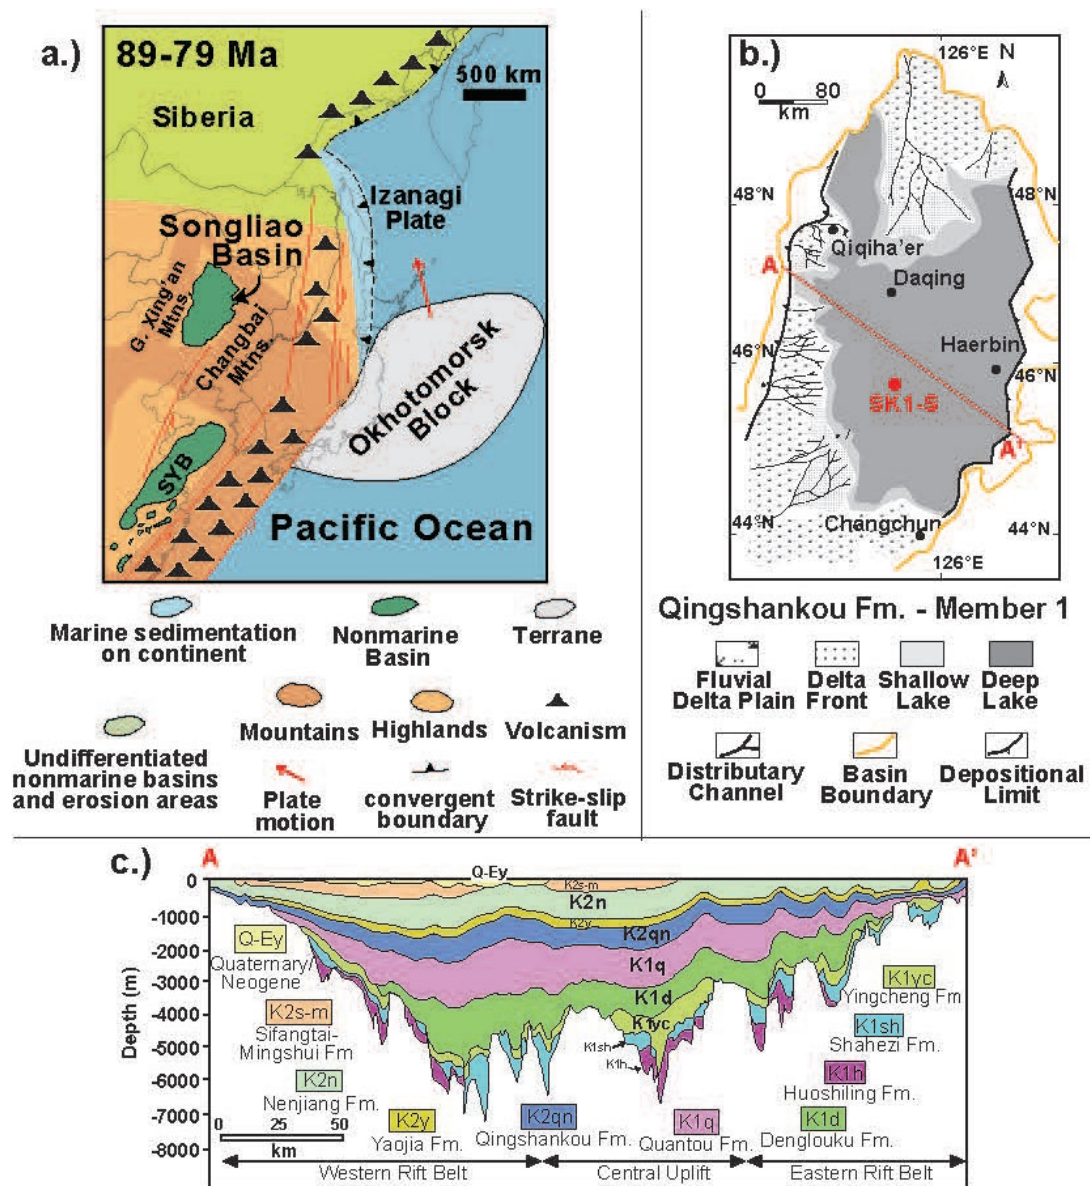 a.)
89-79 Ma
500 km
Siberia
Izanagi
Plate
Songliao
Basin
G. Xing'an
Mtns.
Changbai
Mtns.
Okhotomorsk
Block
SYB
Pacific Ocean
Marine sedimentation
on continent
Nonmarine
Basin
Terrane
Undifferentiated
nonmarine basins
and erosion areas
Mountains
Highlands
Volcanism
Plate
motion
convergent
boundary
Strike-slip
fault
b.)
126°E
N
0 80
km
48°N
48°N
Qiqiha'er
A
Daqing
Haerbin
46°N
46°N
SK1-S
A'
44°N
Changchun
44°N
126°E
Qingshankou Fm. - Member 1
Fluvial
Delta Plain
Delta
Front
Shallow
Lake
Deep
Lake
Distributary
Channel
Basin
Boundary
Depositional
Limit
c.)
A
A'
Q-Ey
K2s-m
K2n
K2y
K2qn
K1q
K1d
K1yc
K1sh
K1h
Depth (m)
0
-1000
-2000
-3000
-4000
-5000
-6000
-7000
-8000
Q-Ey
Quaternary/
Neogene
K2s-m
Sifangtai-
Mingshui Fm
K2n
Nenjiang Fm.
K2y
Yaojia Fm.
K2qn
Qingshankou Fm.
K1q
Quantou Fm.
K1d
Denglouku Fm.
K1h
Huoshiling Fm.
K1sh
Shahezi Fm.
K1yc
Yingcheng Fm
0 25 50
km
Western Rift Belt
Central Uplift
Eastern Rift Belt